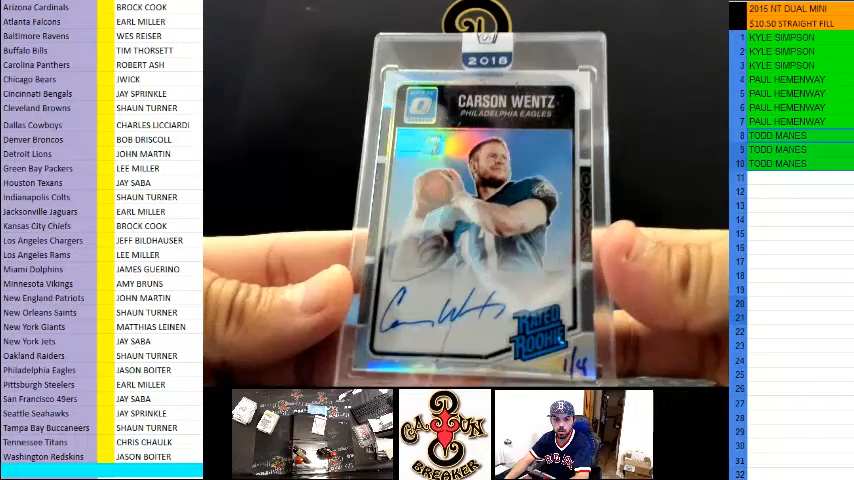 Arizona Cardinals BROCK COOK
Atlanta Falcons EARL MILLER
Baltimore Ravens WES REISER
Buffalo Bills TIM THORSETT
Carolina Panthers ROBERT ASH
Chicago Bears JWICK
Cincinnati Bengals JAY SPRINKLE
Cleveland Browns SHAUN TURNER
Dallas Cowboys CHARLES LICCIARDI
Denver Broncos BOB DRISCOLL
Detroit Lions JOHN MARTIN
Green Bay Packers LEE MILLER
Houston Texans JAY SABA
Indianapolis Colts SHAUN TURNER
Jacksonville Jaguars EARL MILLER
Kansas City Chiefs BROCK COOK
Los Angeles Chargers JEFF BILDHAUSER
Los Angeles Rams LEE MILLER
Miami Dolphins JAMES GUERINO
Minnesota Vikings AMY BRUNS
New England Patriots JOHN MARTIN
New Orleans Saints SHAUN TURNER
New York Giants MATTHIAS LEINEN
New York Jets JAY SABA
Oakland Raiders SHAUN TURNER
Philadelphia Eagles JASON BOITER
Pittsburgh Steelers EARL MILLER
San Francisco 49ers JAY SABA
Seattle Seahawks JAY SPRINKLE
Tampa Bay Buccaneers SHAUN TURNER
Tennessee Titans CHRIS CHAULK
Washington Redskins JASON BOITER
2016
CARSON WENTZ
PHILADELPHIA EAGLES
Carson Wentz
RATED
ROOKIE
CAJUN
BREAKER
2015 NT DUAL MINI
$10.50 STRAIGHT FILL
1 KYLE SIMPSON
2 KYLE SIMPSON
3 KYLE SIMPSON
4 PAUL HEMENWAY
5 PAUL HEMENWAY
6 PAUL HEMENWAY
7 PAUL HEMENWAY
8 TODD MANES
9 TODD MANES
10 TODD MANES
11
12
13
14
15
16
17
18
19
20
21
22
23
24
25
26
27
28
29
30
31
32